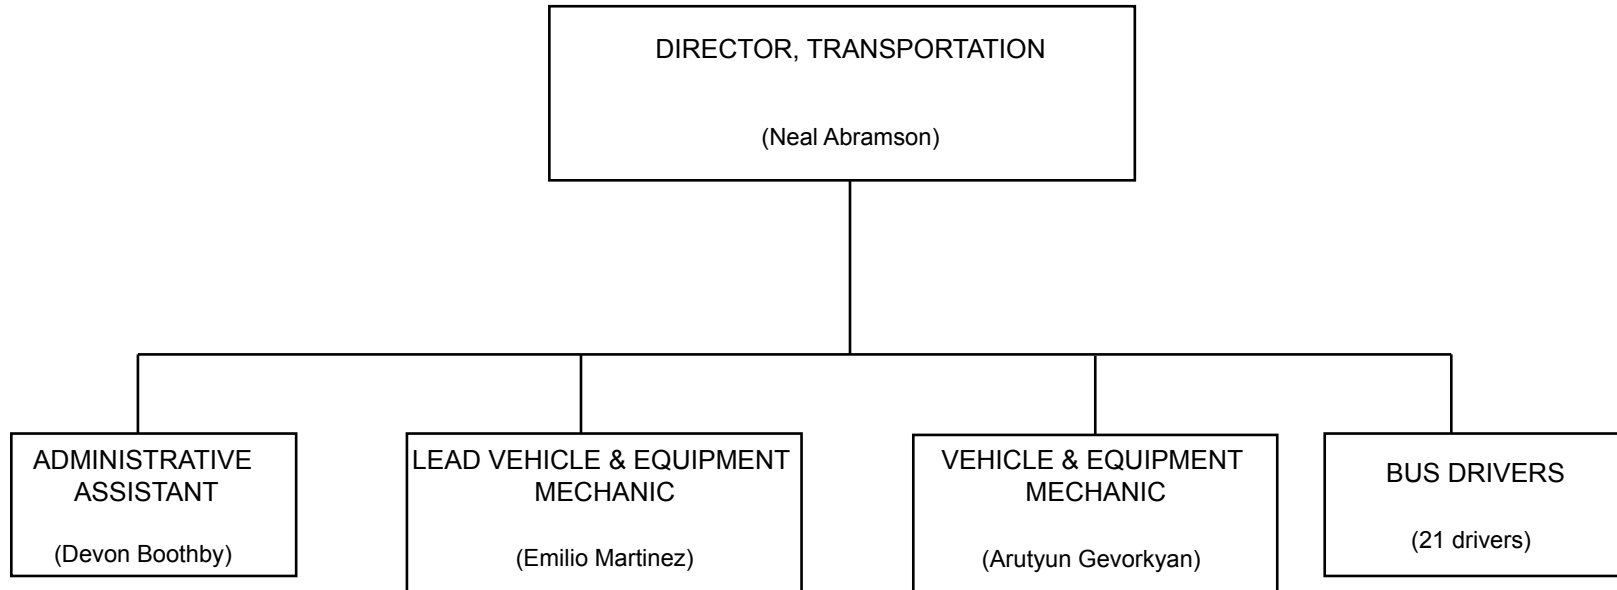 DIRECTOR, TRANSPORTATION
(Neal Abramson)
ADMINISTRATIVE
ASSISTANT
(Devon Boothby)
LEAD VEHICLE & EQUIPMENT
MECHANIC
(Emilio Martinez)
VEHICLE & EQUIPMENT
MECHANIC
(Arutyun Gevorkyan)
BUS DRIVERS
(21 drivers)